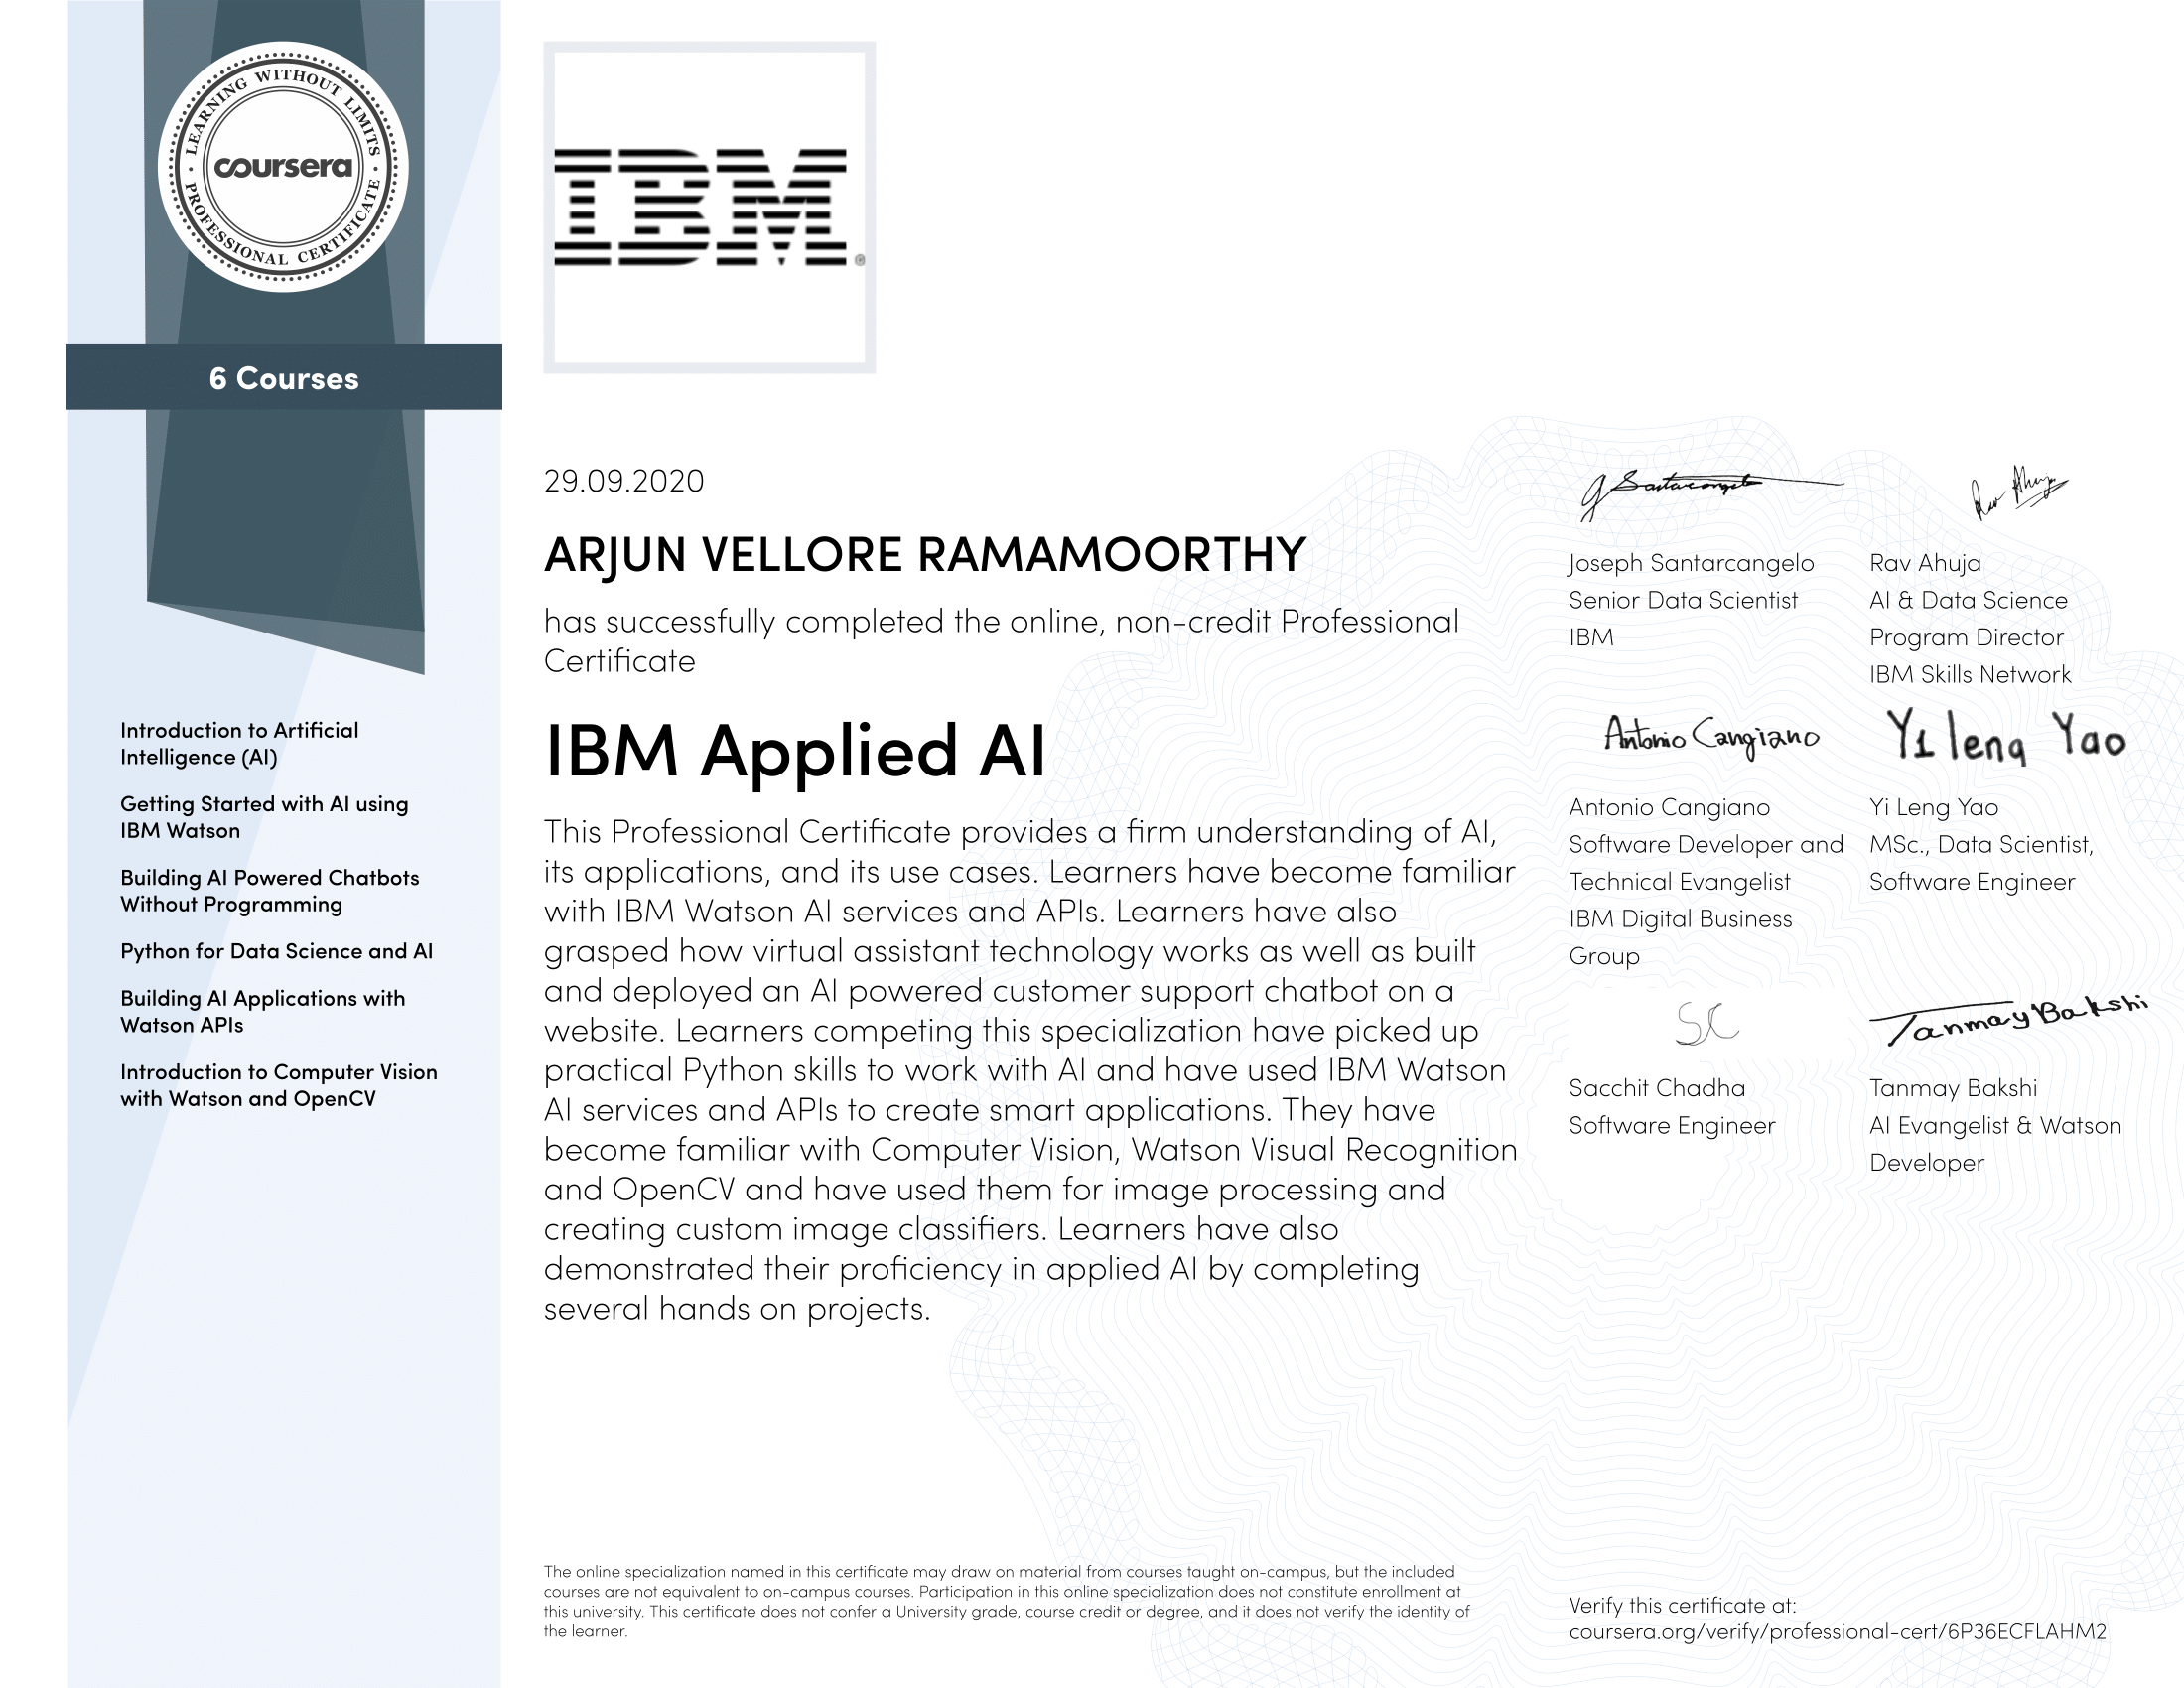 LEARNING WITHOUT LIMITS
coursera
PROFESSIONAL CERTIFICATE
6 Courses
Introduction to Artificial
Intelligence (AI)
Getting Started with AI using
IBM Watson
Building AI Powered Chatbots
Without Programming
Python for Data Science and AI
Building AI Applications with
Watson APIs
Introduction to Computer Vision
with Watson and OpenCV
IBM®
29.09.2020
ARJUN VELLORE RAMAMOORTHY
has successfully completed the online, non-credit Professional
Certificate
IBM Applied AI
This Professional Certificate provides a firm understanding of AI,
its applications, and its use cases. Learners have become familiar
with IBM Watson AI services and APIs. Learners have also
grasped how virtual assistant technology works as well as built
and deployed an AI powered customer support chatbot on a
website. Learners competing this specialization have picked up
practical Python skills to work with AI and have used IBM Watson
AI services and APIs to create smart applications. They have
become familiar with Computer Vision, Watson Visual Recognition
and OpenCV and have used them for image processing and
creating custom image classifiers. Learners have also
demonstrated their proficiency in applied AI by completing
several hands on projects.
The online specialization named in this certificate may draw on material from courses taught on-campus, but the included
courses are not equivalent to on-campus courses. Participation in this online specialization does not constitute enrollment at
this university. This certificate does not confer a University grade, course credit or degree, and it does not verify the identity of
the learner.
J Santarcangelo
Joseph Santarcangelo
Senior Data Scientist
IBM
Rav Ahuja
Rav Ahuja
AI & Data Science
Program Director
IBM Skills Network
Antonio Cangiano
Antonio Cangiano
Software Developer and
Technical Evangelist
IBM Digital Business
Group
Yi leng Yao
Yi Leng Yao
MSc., Data Scientist,
Software Engineer
SC
Sacchit Chadha
Software Engineer
Tanmay Bakshi
Tanmay Bakshi
AI Evangelist & Watson
Developer
Verify this certificate at:
coursera.org/verify/professional-cert/6P36ECFLAHM2